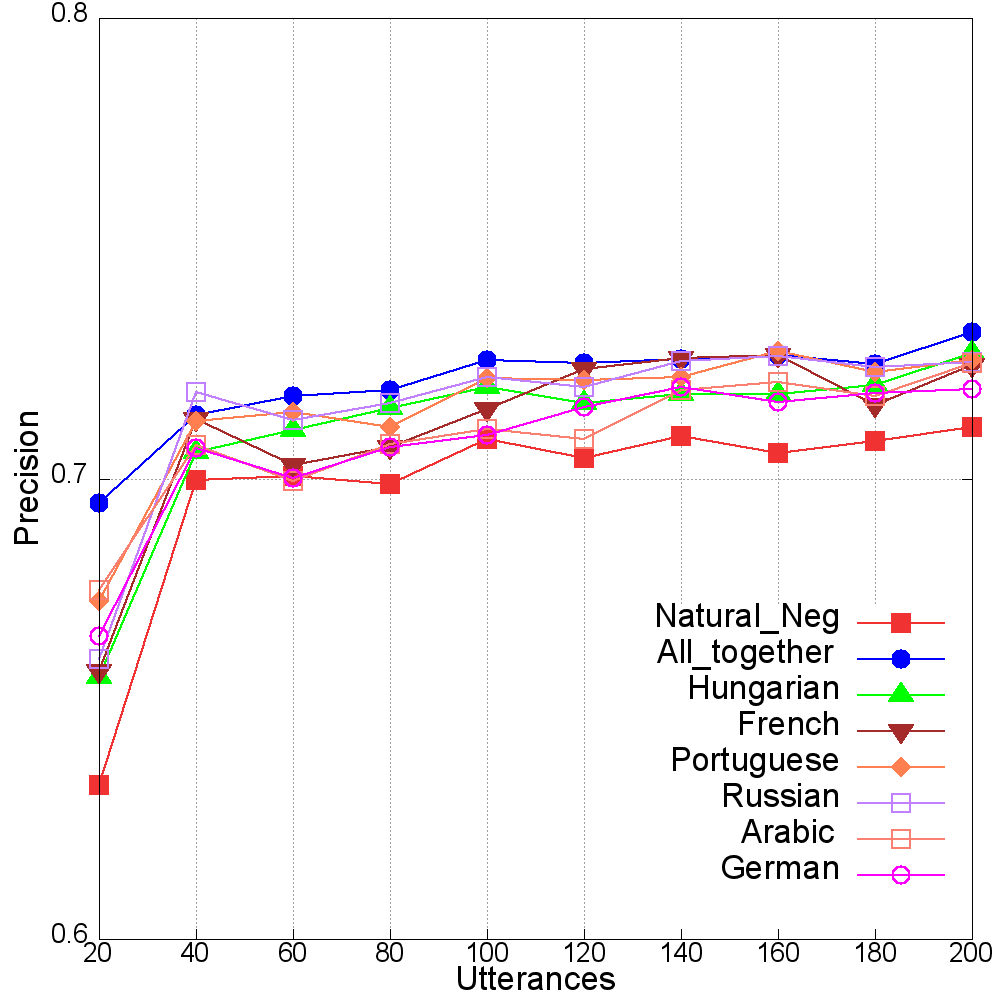 0.8
0.7
0.6
Precision
20 40 60 80 100 120 140 160 180 200
Utterances
Natural_Neg
All_together
Hungarian
French
Portuguese
Russian
Arabic
German